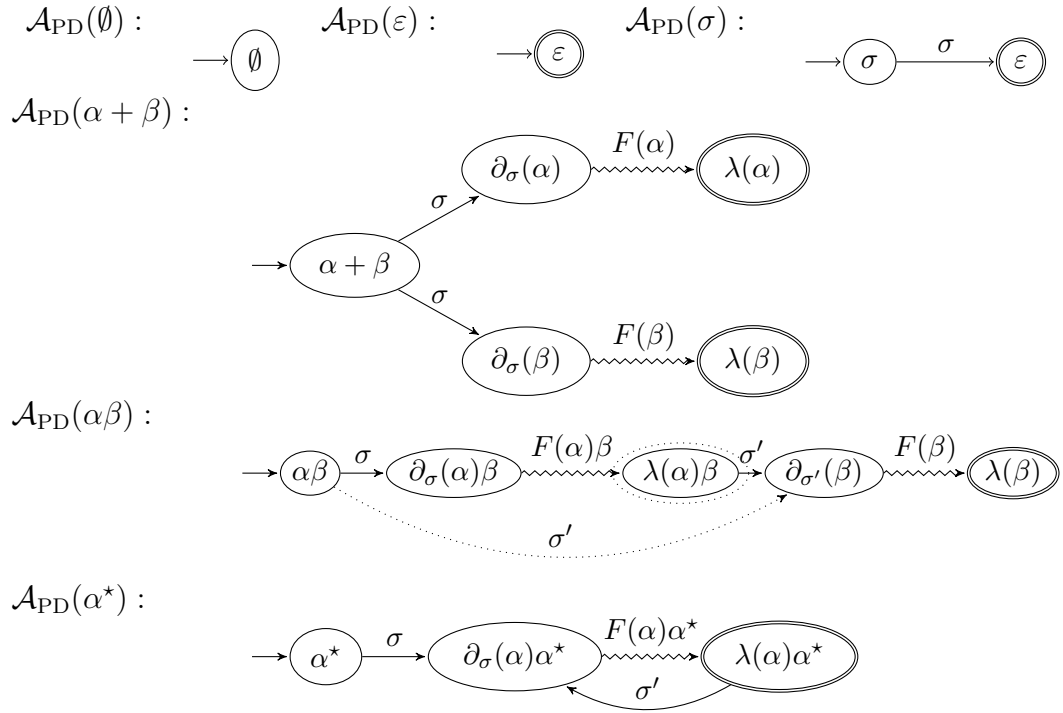 𝒜_PD(∅) : 𝒜_PD(ε) : 𝒜_PD(σ) :
∅ ε σ σ ε
𝒜_PD(α + β) :
∂_σ(α) F(α) λ(α)
σ
α + β
σ
∂_σ(β) F(β) λ(β)
𝒜_PD(αβ) :
αβ σ ∂_σ(α)β F(α)β λ(α)β σ′ ∂_σ′(β) F(β) λ(β)
σ′
𝒜_PD(α⋆) :
α⋆ σ ∂_σ(α)α⋆ F(α)α⋆ λ(α)α⋆
σ′